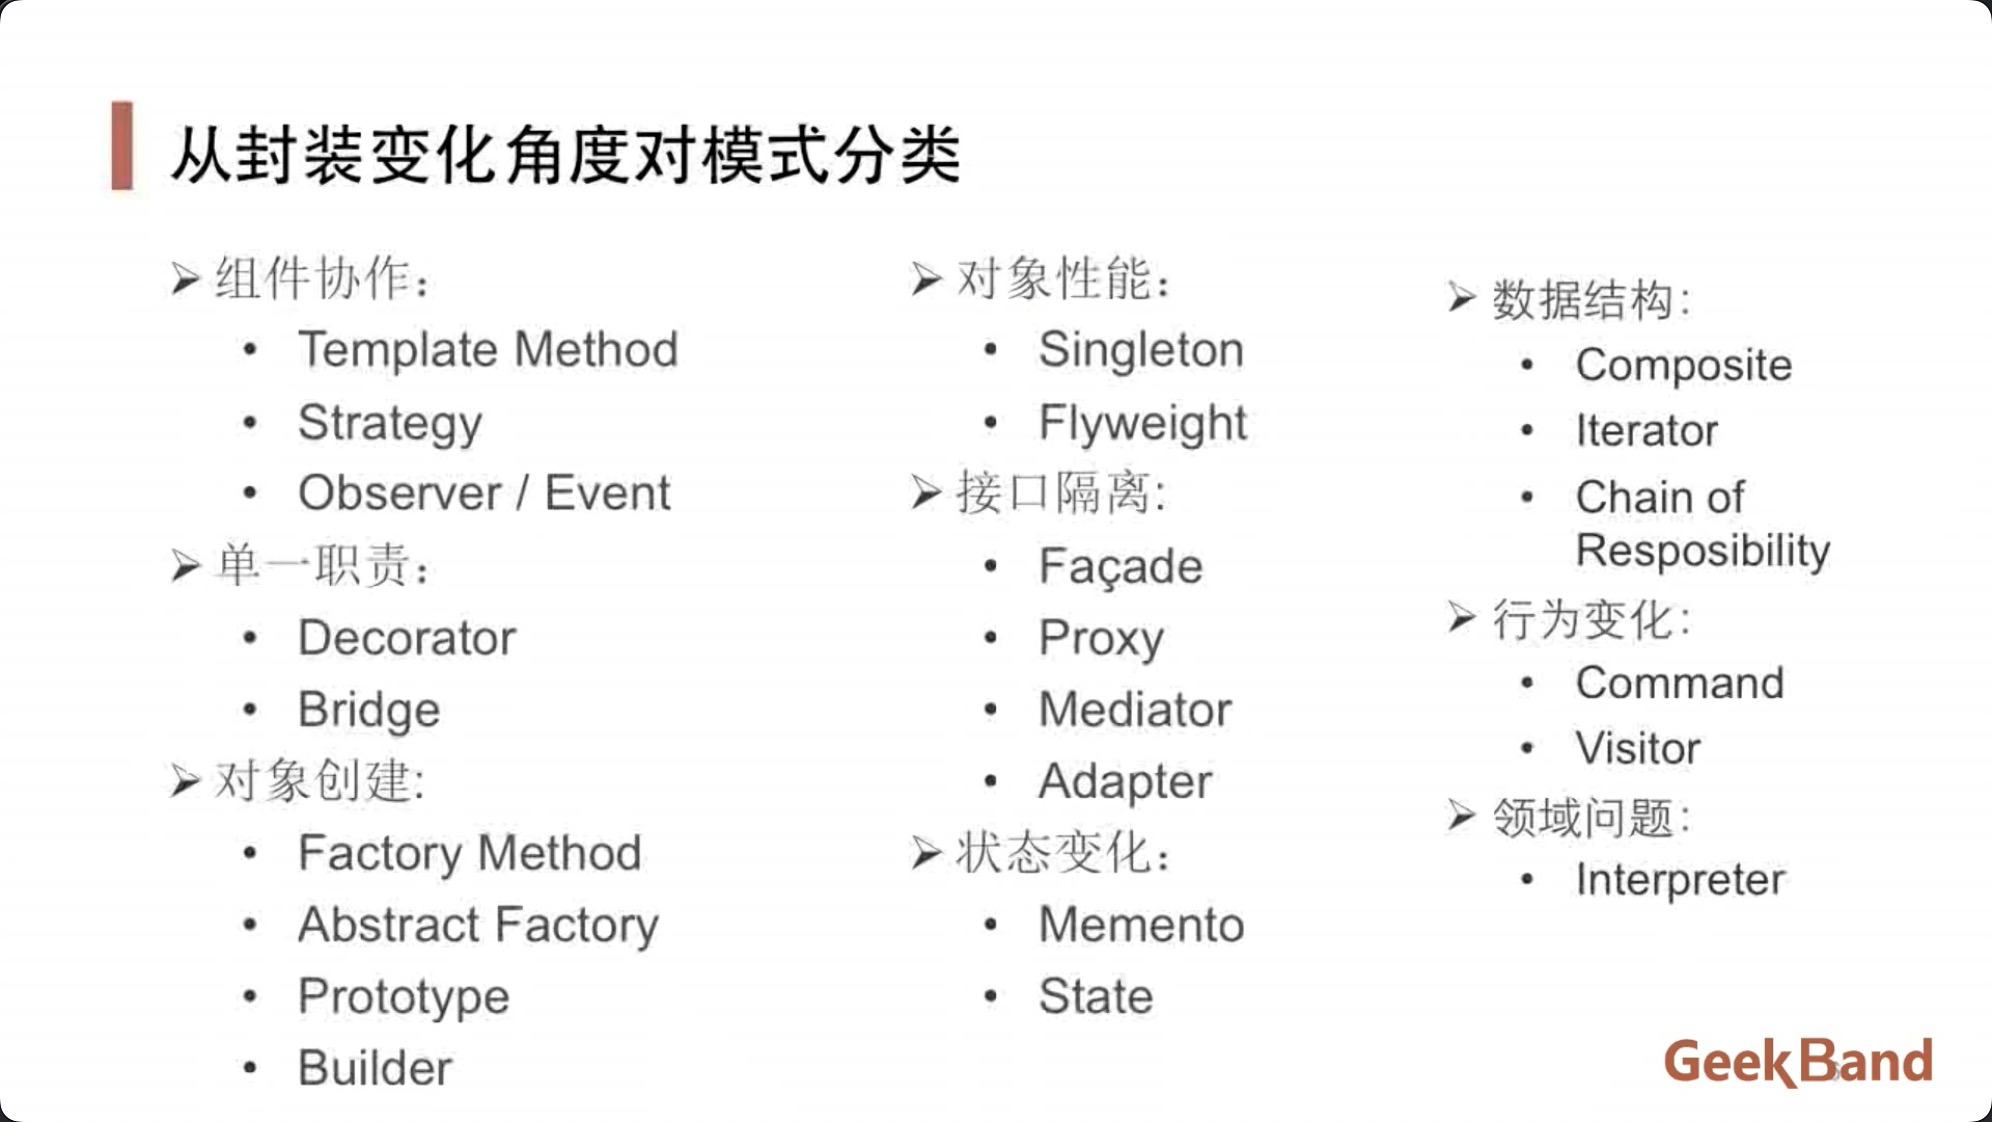 从封装变化角度对模式分类
➢ 组件协作：
• Template Method
• Strategy
• Observer / Event
➢ 单一职责：
• Decorator
• Bridge
➢ 对象创建:
• Factory Method
• Abstract Factory
• Prototype
• Builder
➢ 对象性能：
• Singleton
• Flyweight
➢ 接口隔离:
• Façade
• Proxy
• Mediator
• Adapter
➢ 状态变化：
• Memento
• State
➢ 数据结构:
• Composite
• Iterator
• Chain of
Resposibility
➢ 行为变化:
• Command
• Visitor
➢ 领域问题:
• Interpreter
GeekBand